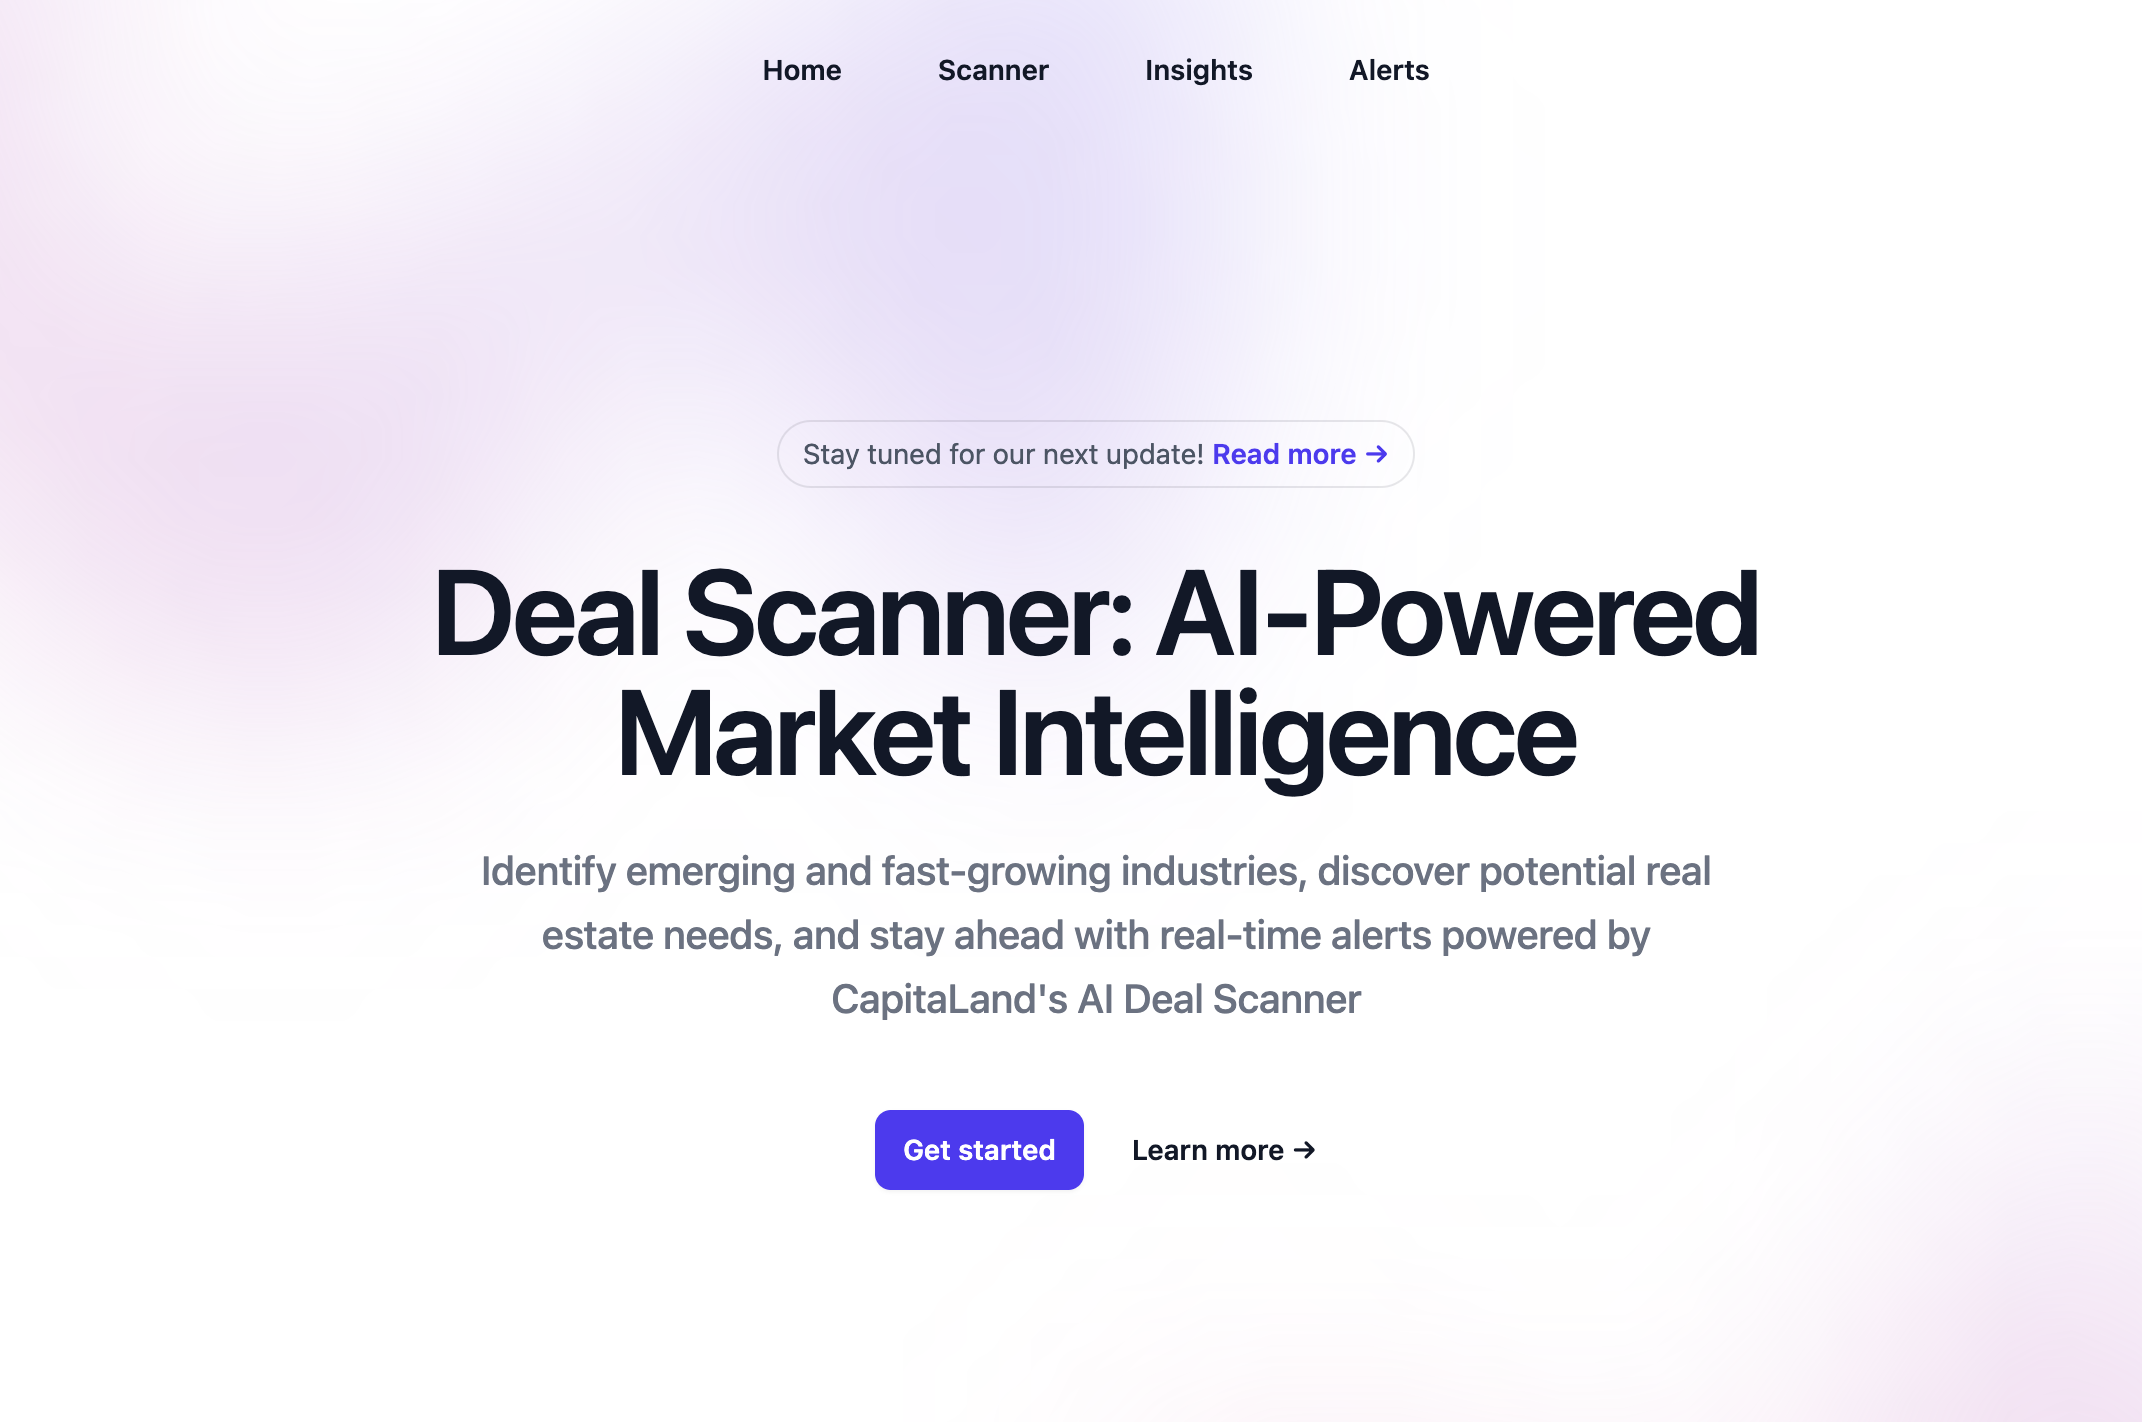 Home Scanner Insights Alerts
Stay tuned for our next update! Read more →
Deal Scanner: AI-Powered
Market Intelligence
Identify emerging and fast-growing industries, discover potential real
estate needs, and stay ahead with real-time alerts powered by
CapitaLand's AI Deal Scanner
Get started Learn more →